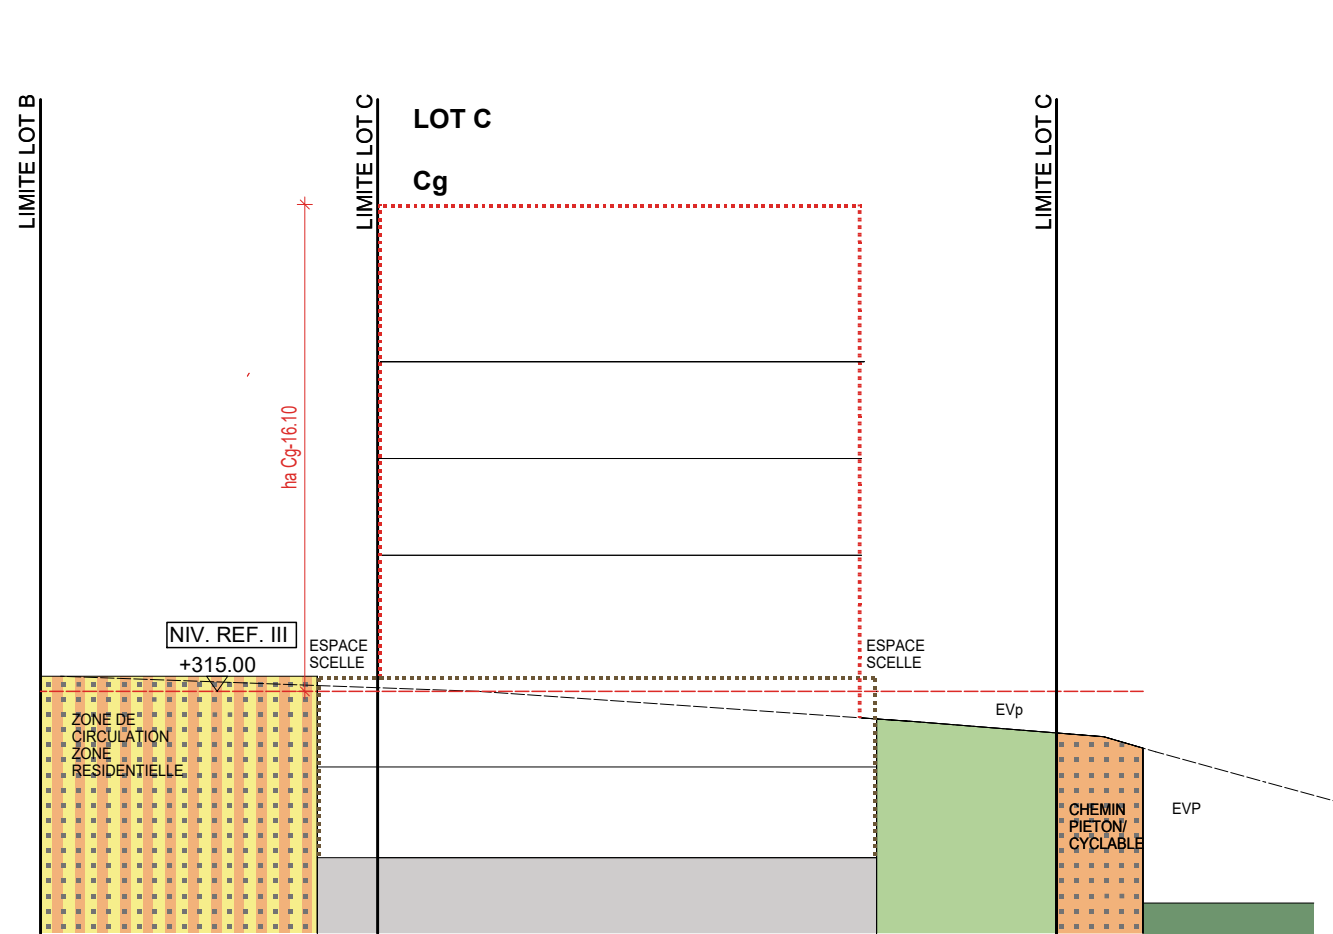 LIMITE LOT B
LIMITE LOT C
LOT C
Cg
LIMITE LOT C
ha Cg-16.10
NIV. REF. III
+315.00
ESPACE
SCELLE
ESPACE
SCELLE
EVp
ZONE DE
CIRCULATION
ZONE
RESIDENTIELLE
CHEMIN
PIETON/
CYCLABLE
EVP